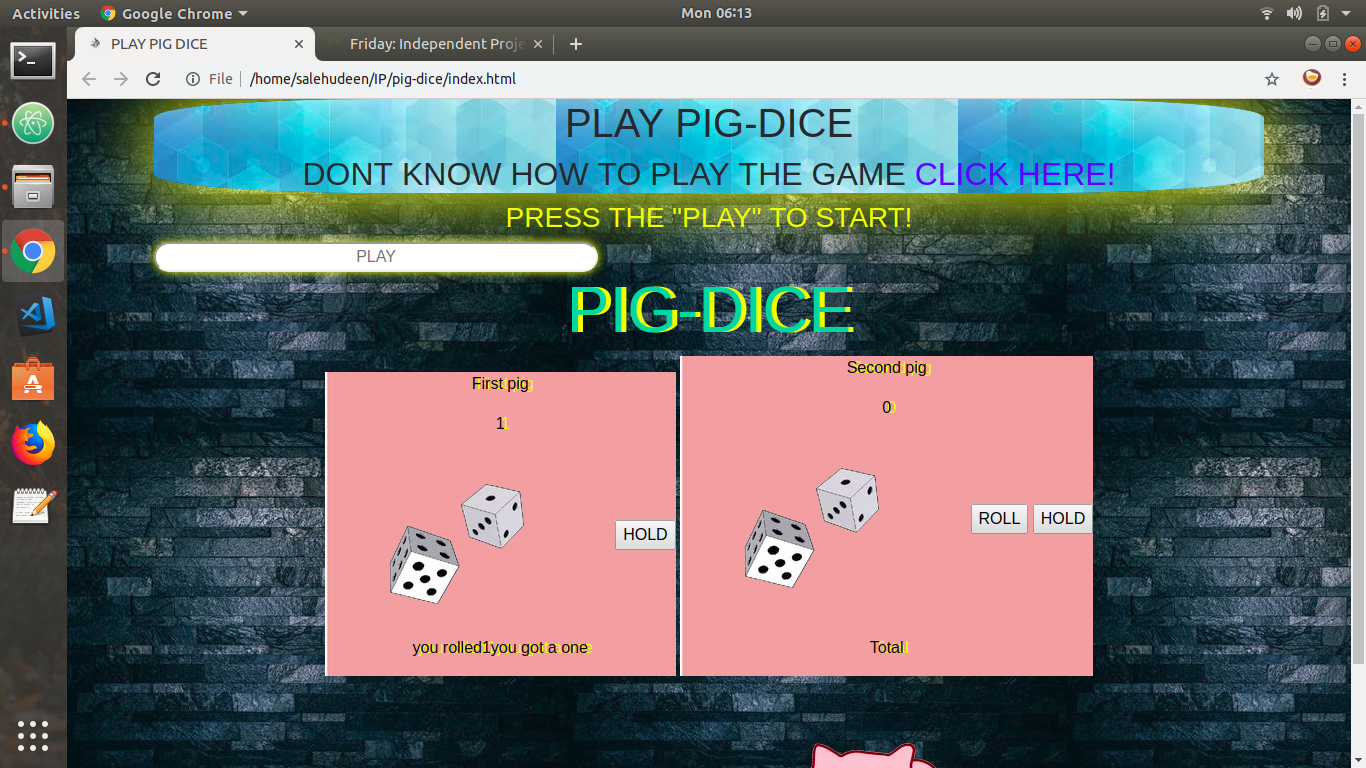 Activities
Google Chrome
Mon 06:13
PLAY PIG DICE
Friday: Independent Proje
File
/home/salehudeen/IP/pig-dice/index.html
PLAY PIG-DICE
DONT KNOW HOW TO PLAY THE GAME CLICK HERE!
PRESS THE "PLAY" TO START!
PLAY
PIG-DICE
First pig
1
HOLD
you rolled1you got a one
Second pig
0
ROLL HOLD
Total